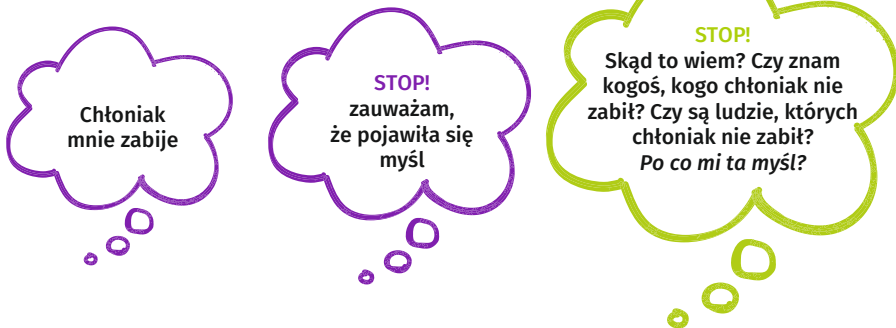 Chłoniak
mnie zabije
STOP!
zauważam,
że pojawiła się
myśl
STOP!
Skąd to wiem? Czy znam
kogoś, kogo chłoniak nie
zabił? Czy są ludzie, których
chłoniak nie zabił?
Po co mi ta myśl?